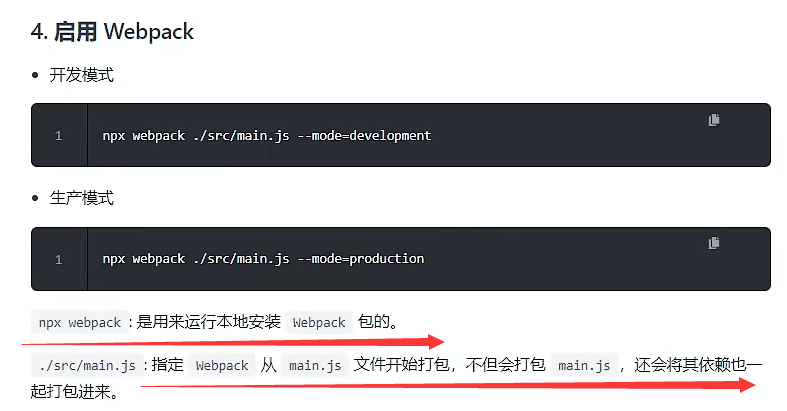 4. 启用 Webpack
开发模式
1 npx webpack ./src/main.js --mode=development
生产模式
1 npx webpack ./src/main.js --mode=production
npx webpack : 是用来运行本地安装 Webpack 包的。
./src/main.js : 指定 Webpack 从 main.js 文件开始打包，不但会打包 main.js ，还会将其依赖也一
起打包进来。